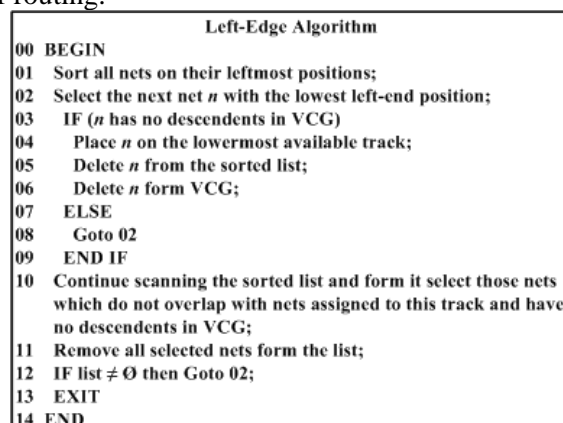 routing.
Left-Edge Algorithm
00 BEGIN
01 Sort all nets on their leftmost positions;
02 Select the next net n with the lowest left-end position;
03 IF (n has no descendents in VCG)
04 Place n on the lowermost available track;
05 Delete n from the sorted list;
06 Delete n form VCG;
07 ELSE
08 Goto 02
09 END IF
10 Continue scanning the sorted list and form it select those nets
which do not overlap with nets assigned to this track and have
no descendents in VCG;
11 Remove all selected nets form the list;
12 IF list ≠ Ø then Goto 02;
13 EXIT
14 END